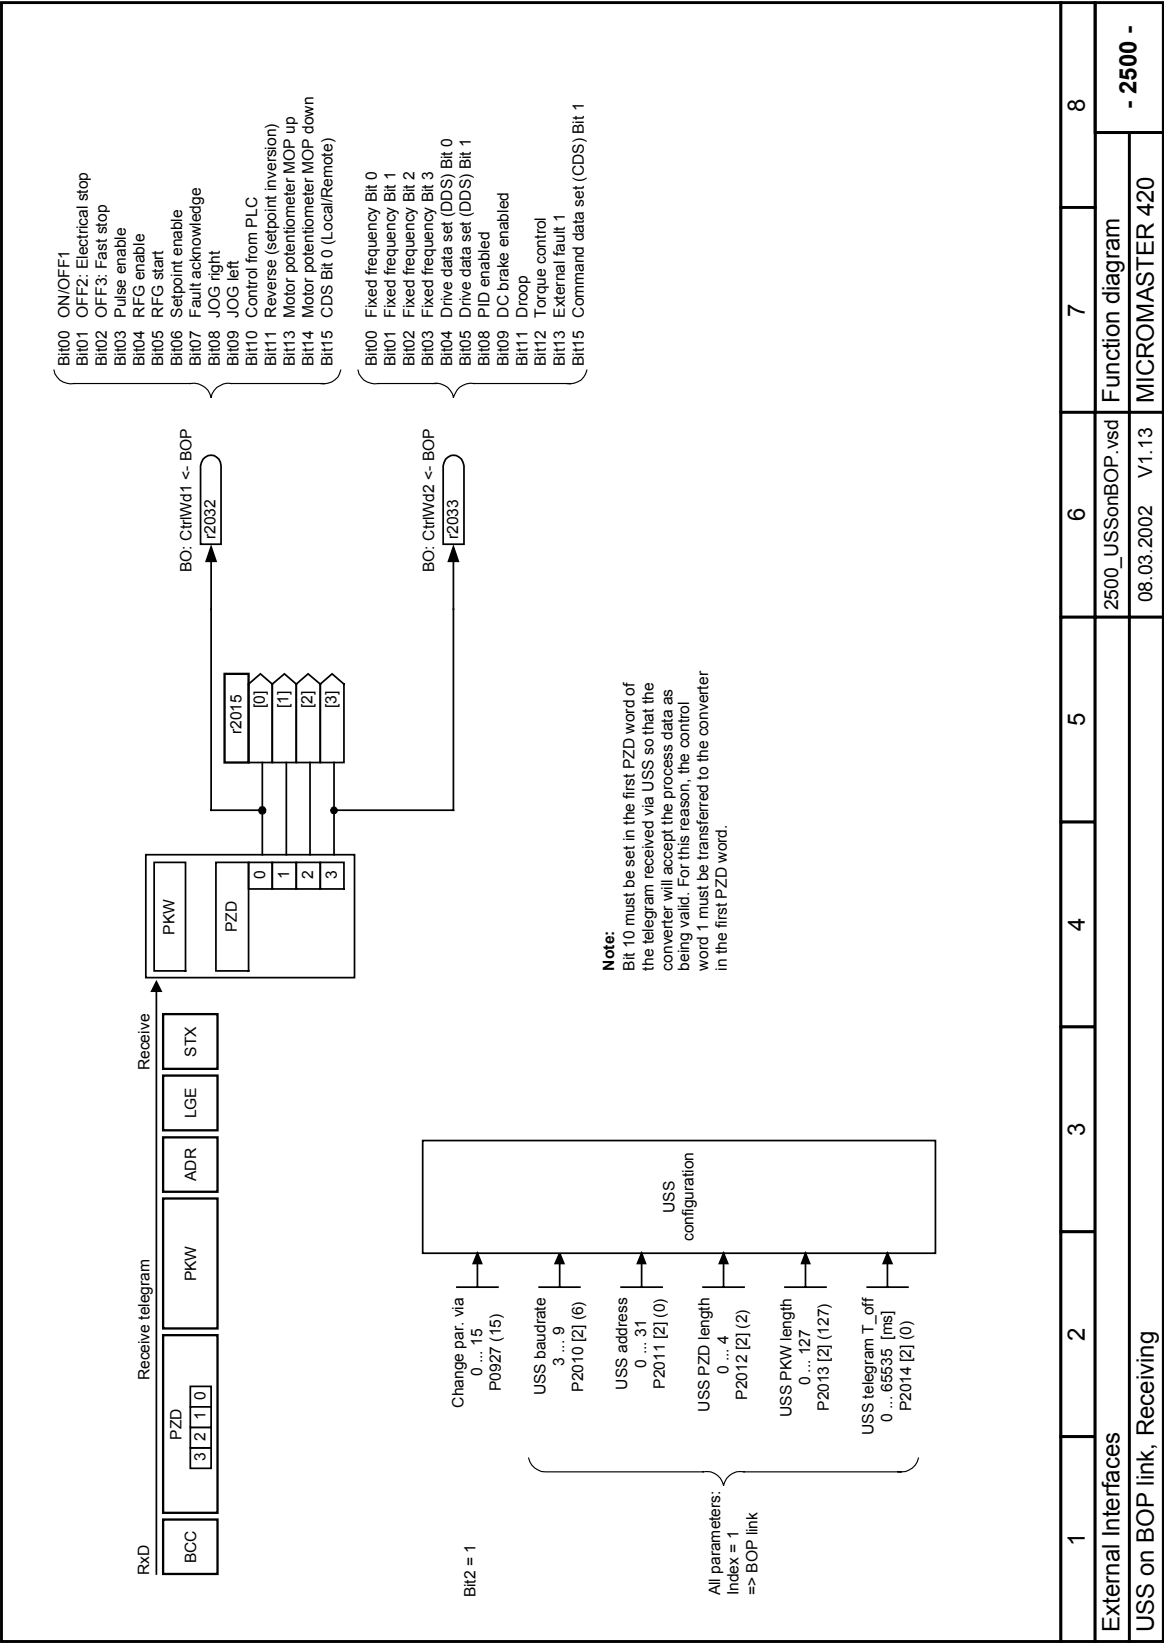 RxD
Receive telegram
Receive
BCC
PZD
3 2 1 0
PKW
ADR
LGE
STX
PKW
PZD
0
1
2
3
r2015
[0]
[1]
[2]
[3]
BO: CtrlWd1 <- BOP
r2032
BO: CtrlWd2 <- BOP
r2033
Bit00 ON/OFF1
Bit01 OFF2: Electrical stop
Bit02 OFF3: Fast stop
Bit03 Pulse enable
Bit04 RFG enable
Bit05 RFG start
Bit06 Setpoint enable
Bit07 Fault acknowledge
Bit08 JOG right
Bit09 JOG left
Bit10 Control from PLC
Bit11 Reverse (setpoint inversion)
Bit13 Motor potentiometer MOP up
Bit14 Motor potentiometer MOP down
Bit15 CDS Bit 0 (Local/Remote)
Bit00 Fixed frequency Bit 0
Bit01 Fixed frequency Bit 1
Bit02 Fixed frequency Bit 2
Bit03 Fixed frequency Bit 3
Bit04 Drive data set (DDS) Bit 0
Bit05 Drive data set (DDS) Bit 1
Bit08 PID enabled
Bit09 DC brake enabled
Bit11 Droop
Bit12 Torque control
Bit13 External fault 1
Bit15 Command data set (CDS) Bit 1
Bit2 = 1
Change par. via
0 ... 15
P0927 (15)
USS baudrate
3 ... 9
P2010 [2] (6)
USS address
0 ... 31
P2011 [2] (0)
USS PZD length
0 ... 4
P2012 [2] (2)
USS PKW length
0 ... 127
P2013 [2] (127)
USS telegram T_off
0 ... 65535 [ms]
P2014 [2] (0)
All parameters:
Index = 1
=> BOP link
USS
configuration
Note:
Bit 10 must be set in the first PZD word of
the telegram received via USS so that the
converter will accept the process data as
being valid. For this reason, the control
word 1 must be transferred to the converter
in the first PZD word.
1 2 3 4 5 6 7 8
External Interfaces
2500_USSonBOP.vsd
Function diagram
- 2500 -
USS on BOP link, Receiving
08.03.2002 V1.13
MICROMASTER 420